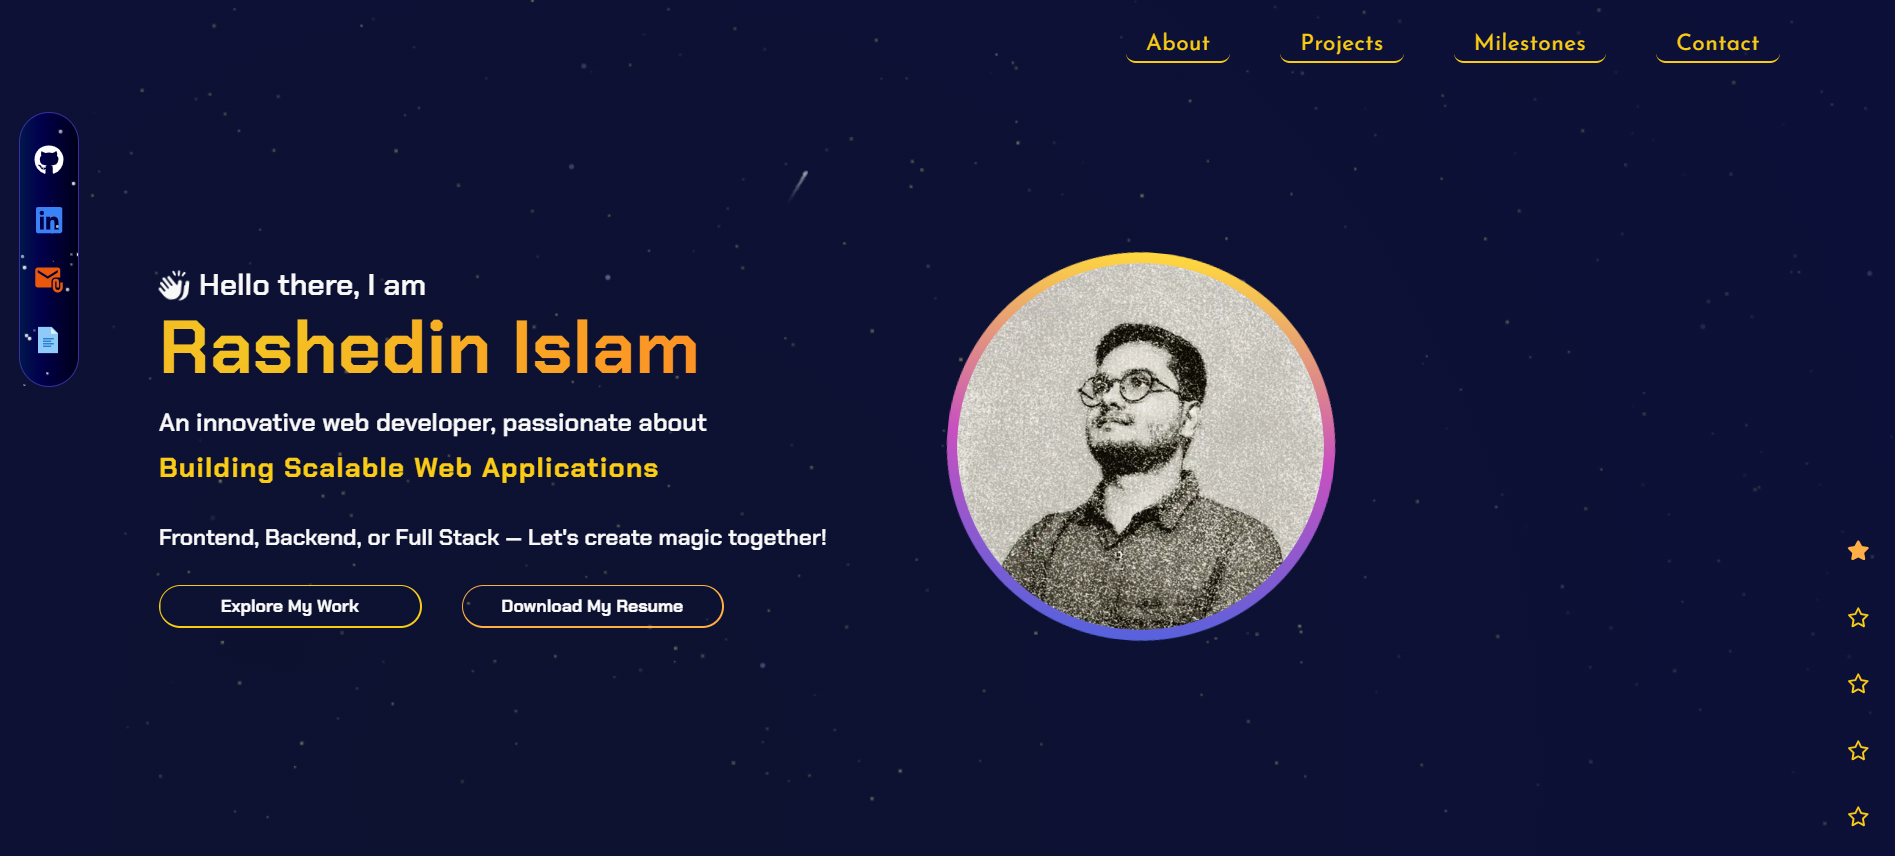 About Projects Milestones Contact
in
Hello there, I am
Rashedin Islam
An innovative web developer, passionate about
Building Scalable Web Applications
Frontend, Backend, or Full Stack — Let's create magic together!
Explore My Work Download My Resume